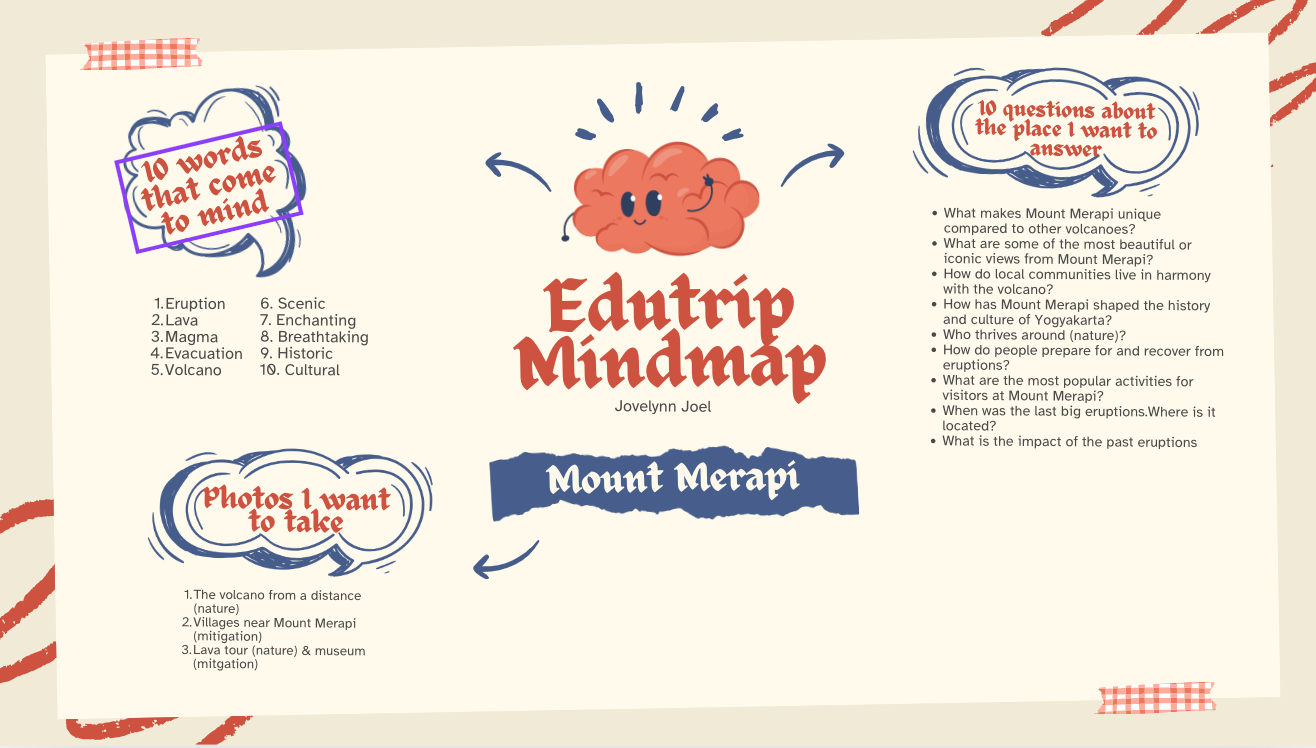 10 words
that come
to mind
1.Eruption
2.Lava
3.Magma
4.Evacuation
5.Volcano
6. Scenic
7. Enchanting
8. Breathtaking
9. Historic
10. Cultural
Edutrip
Mindmap
Jovelynn Joel
Mount Merapi
10 questions about
the place I want to
answer
• What makes Mount Merapi unique
compared to other volcanoes?
• What are some of the most beautiful or
iconic views from Mount Merapi?
• How do local communities live in harmony
with the volcano?
• How has Mount Merapi shaped the history
and culture of Yogyakarta?
• Who thrives around (nature)?
• How do people prepare for and recover from
eruptions?
• What are the most popular activities for
visitors at Mount Merapi?
• When was the last big eruptions.Where is it
located?
• What is the impact of the past eruptions
Photos I want
to take
1.The volcano from a distance
(nature)
2.Villages near Mount Merapi
(mitigation)
3.Lava tour (nature) & museum
(mitgation)